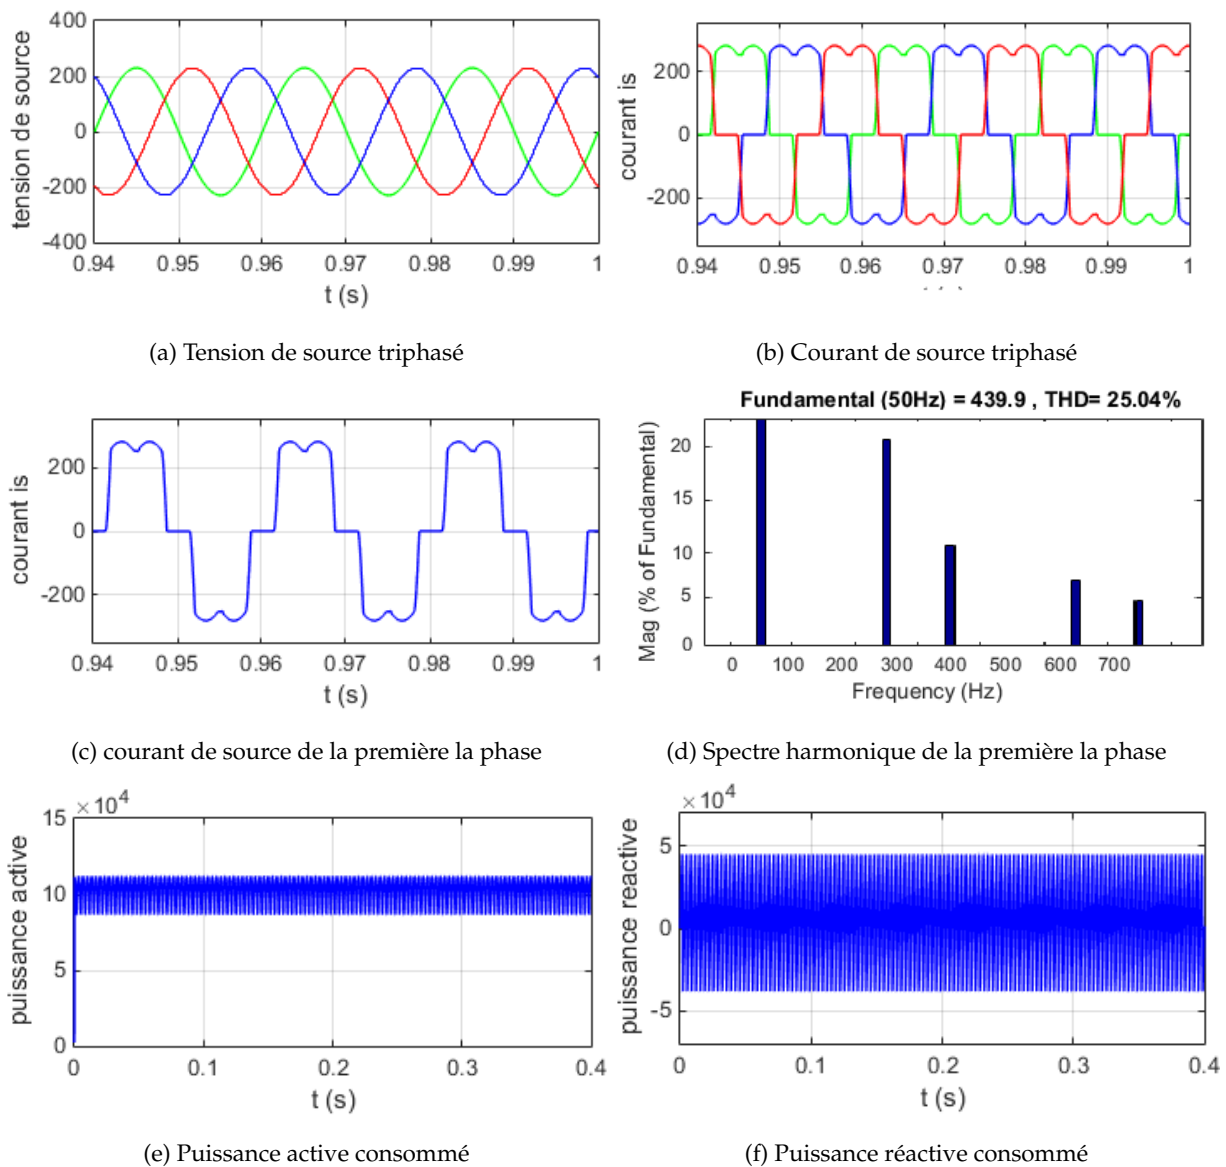 400
200
0
-200
-400
tension de source
0.94 0.95 0.96 0.97 0.98 0.99 1
t (s)
(a) Tension de source triphasé
200
0
-200
courant is
0.94 0.95 0.96 0.97 0.98 0.99 1
(b) Courant de source triphasé
200
0
-200
courant is
0.94 0.95 0.96 0.97 0.98 0.99 1
t (s)
(c) courant de source de la première la phase
Fundamental (50Hz) = 439.9 , THD= 25.04%
20
15
10
5
0
Mag (% of Fundamental)
0 100 200 300 400 500 600 700
Frequency (Hz)
(d) Spectre harmonique de la première la phase
×10^4
15
10
5
0
puissance active
0 0.1 0.2 0.3 0.4
t (s)
(e) Puissance active consommé
×10^4
5
0
-5
puissance reactive
0 0.1 0.2 0.3 0.4
t (s)
(f) Puissance réactive consommé